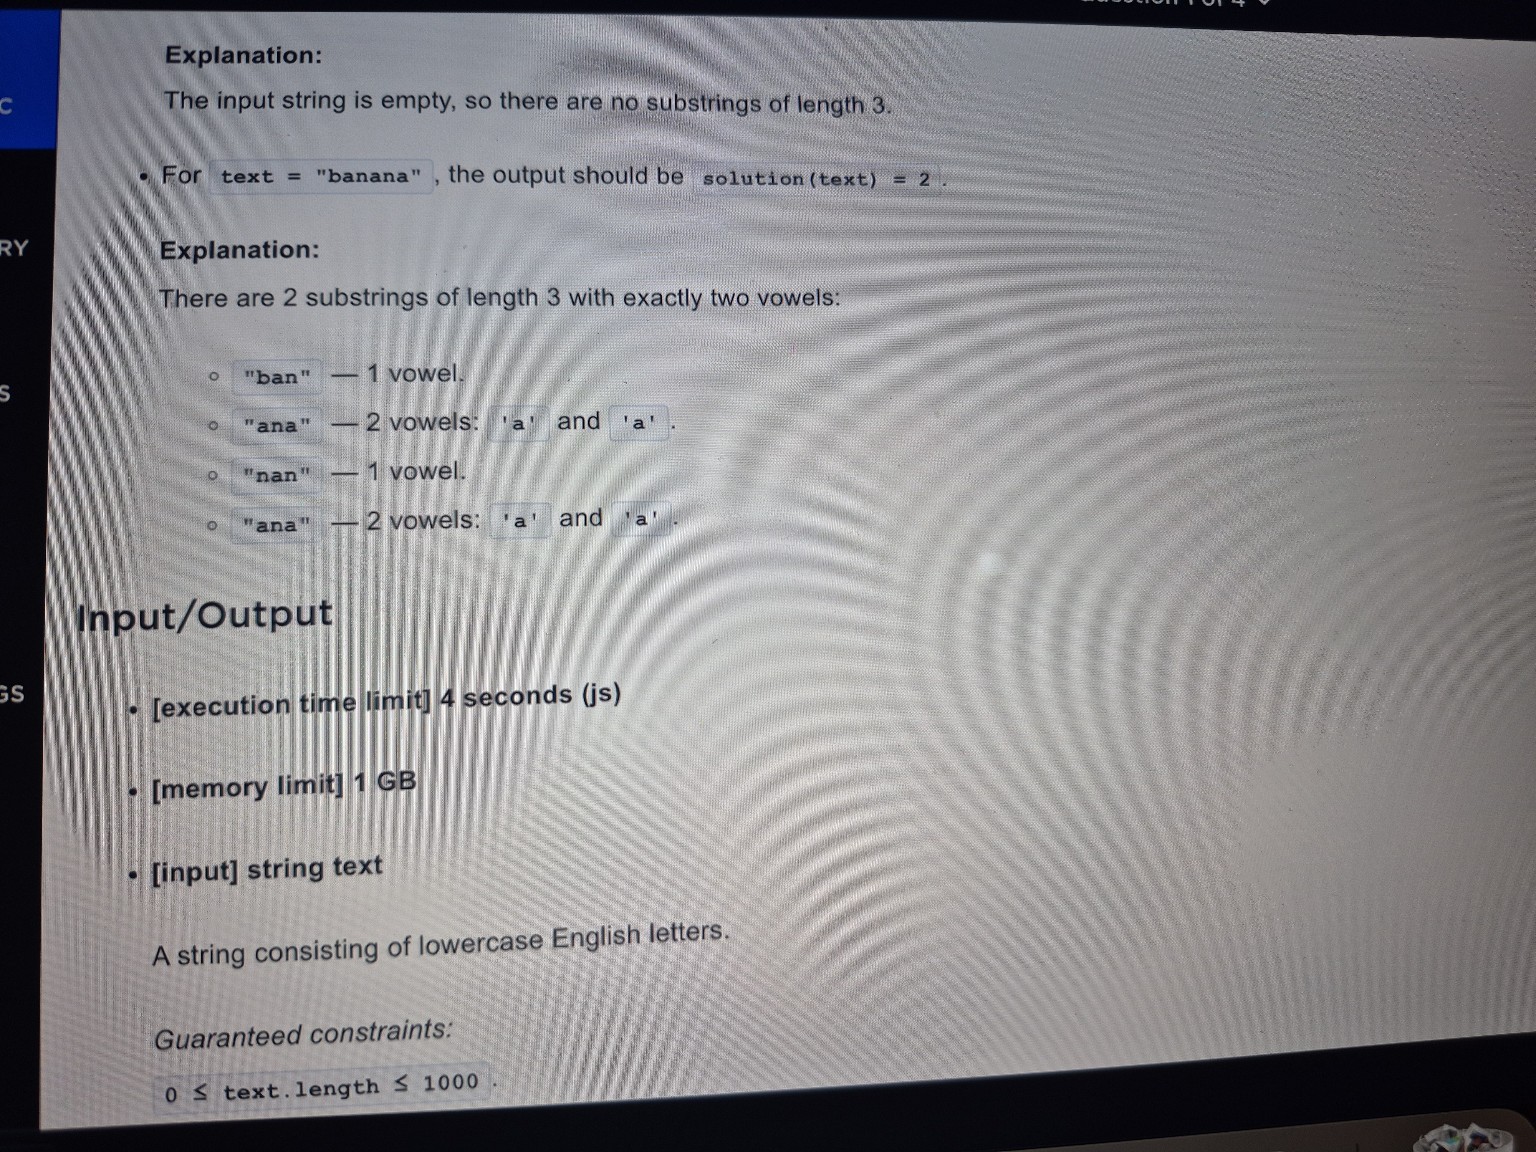 Explanation:
The input string is empty, so there are no substrings of length 3.
C
• For text = "banana" , the output should be solution(text) = 2 .
RY
Explanation:
There are 2 substrings of length 3 with exactly two vowels:
○ "ban" — 1 vowel.
S
○ "ana" — 2 vowels: 'a' and 'a' .
○ "nan" — 1 vowel.
○ "ana" — 2 vowels: 'a' and 'a' .
Input/Output
GS
• [execution time limit] 4 seconds (js)
• [memory limit] 1 GB
• [input] string text
A string consisting of lowercase English letters.
Guaranteed constraints:
0 ≤ text.length ≤ 1000 .